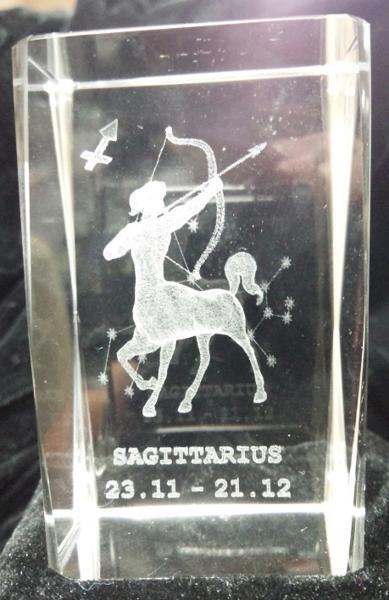 SAGITTARIUS
23.11 - 21.12